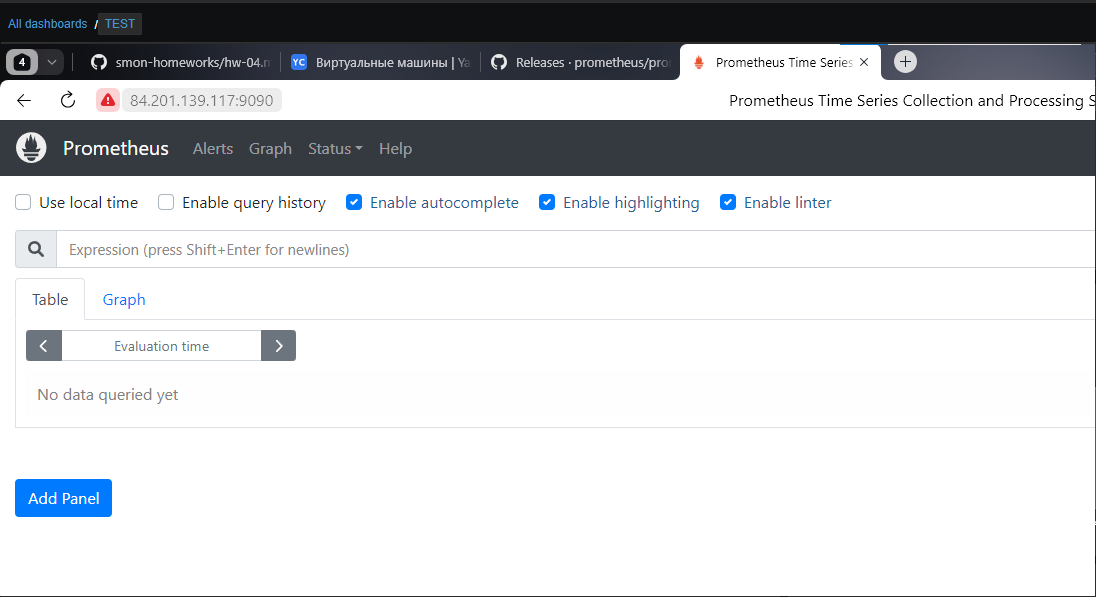 All dashboards / TEST
4 smon-homeworks/hw-04.m YC Виртуальные машины | Ya Releases · prometheus/pro Prometheus Time Series
84.201.139.117:9090 Prometheus Time Series Collection and Processing S
Prometheus Alerts Graph Status Help
Use local time Enable query history Enable autocomplete Enable highlighting Enable linter
Expression (press Shift+Enter for newlines)
Table Graph
Evaluation time
No data queried yet
Add Panel